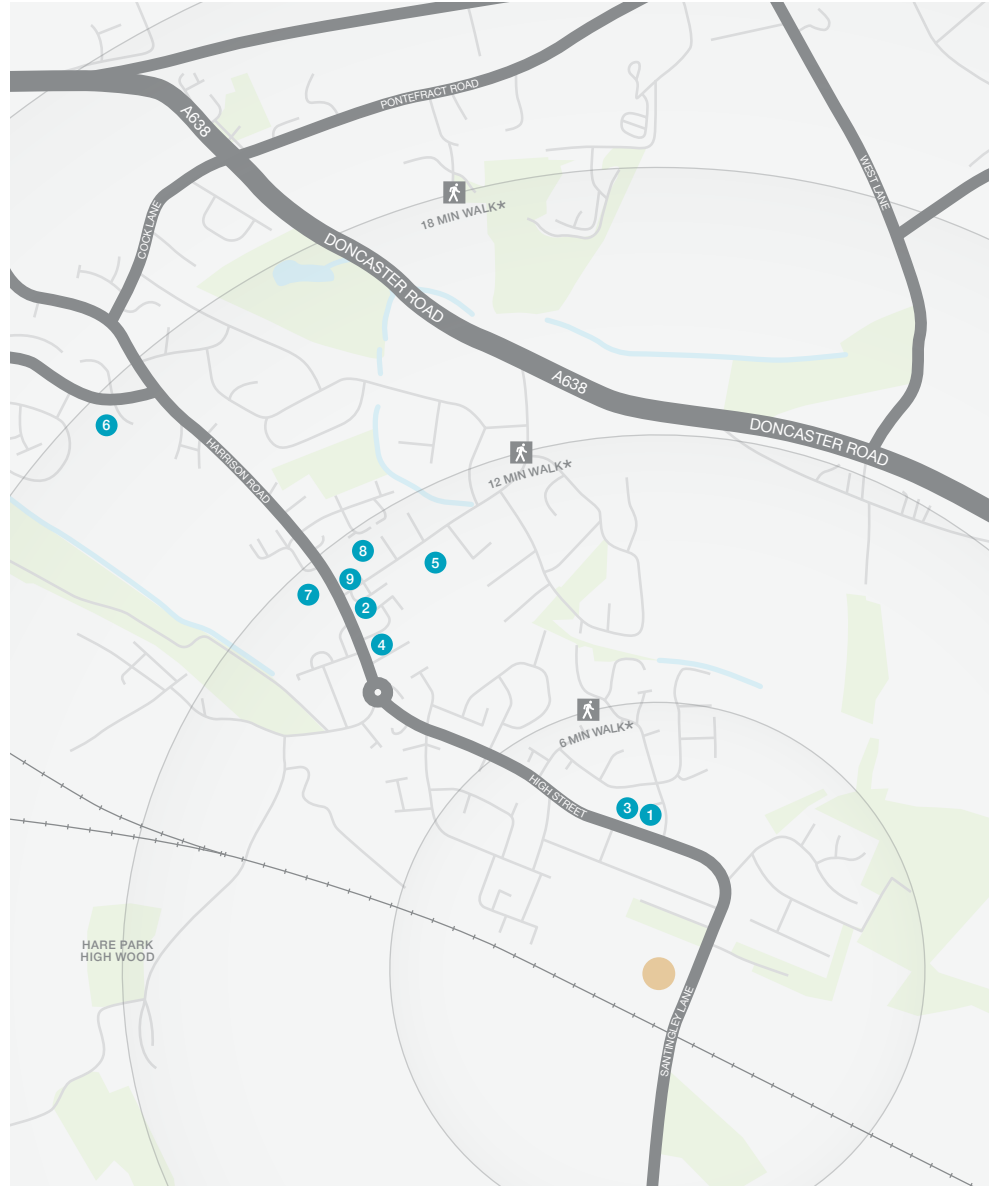 PONTEFRACT ROAD
A638
WEST LANE
COCK LANE
18 MIN WALK*
DONCASTER ROAD
A638
DONCASTER ROAD
6
HARRISON ROAD
12 MIN WALK*
8
5
9
7
2
4
6 MIN WALK*
HIGH STREET
3
1
HARE PARK
HIGH WOOD
SANTINGLEY LANE